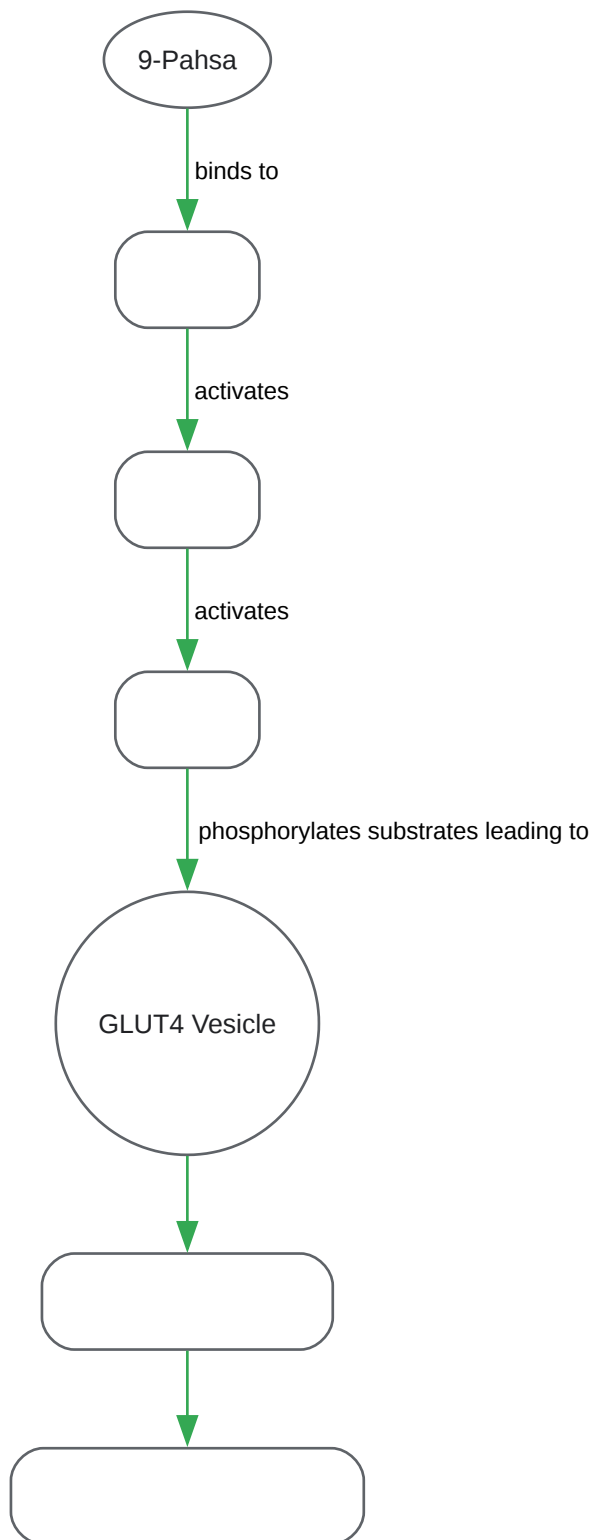 9-Pahsa
binds to
activates
activates
phosphorylates substrates leading to
GLUT4 Vesicle